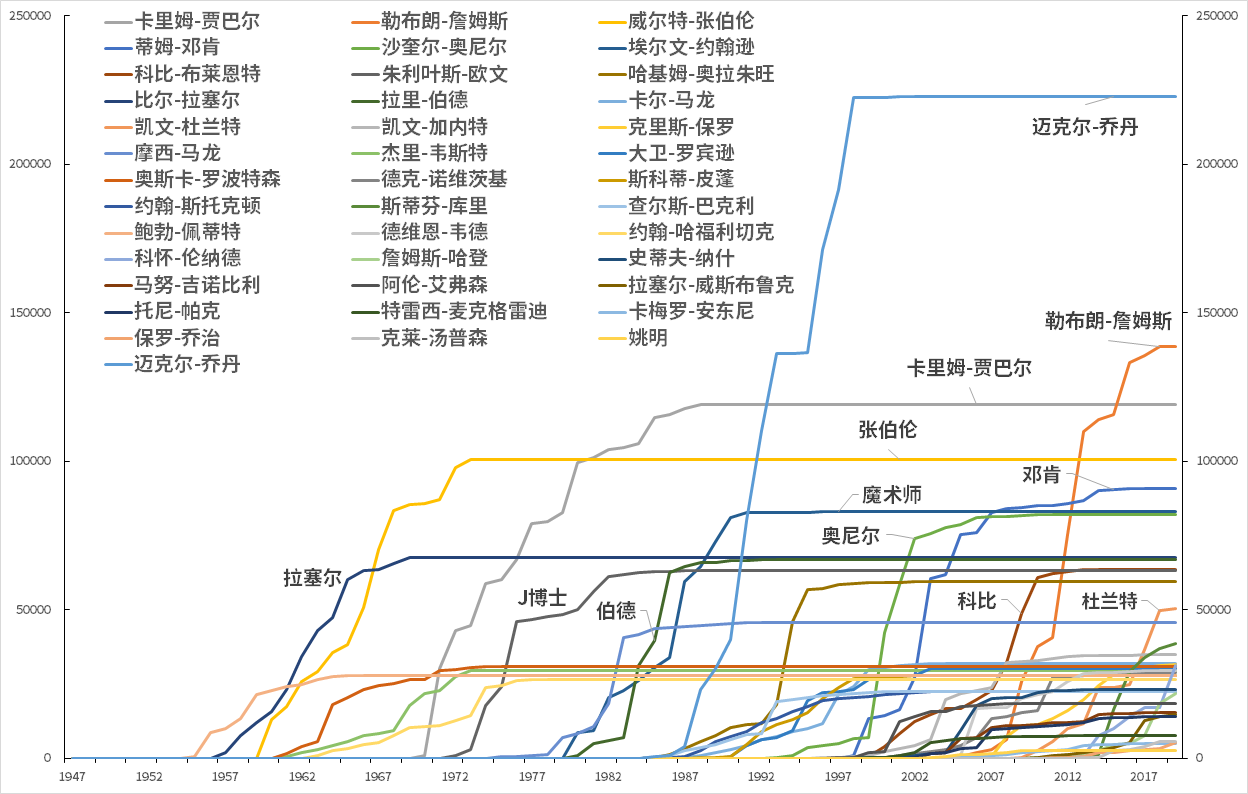 250000 250000
卡里姆-贾巴尔 勒布朗-詹姆斯 威尔特-张伯伦
蒂姆-邓肯 沙奎尔-奥尼尔 埃尔文-约翰逊
科比-布莱恩特 朱利叶斯-欧文 哈基姆-奥拉朱旺
比尔-拉塞尔 拉里-伯德 卡尔-马龙
凯文-杜兰特 凯文-加内特 克里斯-保罗
摩西-马龙 杰里-韦斯特 大卫-罗宾逊
奥斯卡-罗波特森 德克-诺维茨基 斯科蒂-皮蓬
约翰-斯托克顿 斯蒂芬-库里 查尔斯-巴克利
鲍勃-佩蒂特 德维恩-韦德 约翰-哈福利切克
科怀-伦纳德 詹姆斯-哈登 史蒂夫-纳什
马努-吉诺比利 阿伦-艾弗森 拉塞尔-威斯布鲁克
托尼-帕克 特雷西-麦克格雷迪 卡梅罗-安东尼
保罗-乔治 克莱-汤普森 姚明
迈克尔-乔丹
迈克尔-乔丹
200000 200000
150000 150000
勒布朗-詹姆斯
卡里姆-贾巴尔
张伯伦
100000 100000
邓肯
魔术师
奥尼尔
拉塞尔
J博士
伯德
科比
杜兰特
50000 50000
0 0
1947 1952 1957 1962 1967 1972 1977 1982 1987 1992 1997 2002 2007 2012 2017